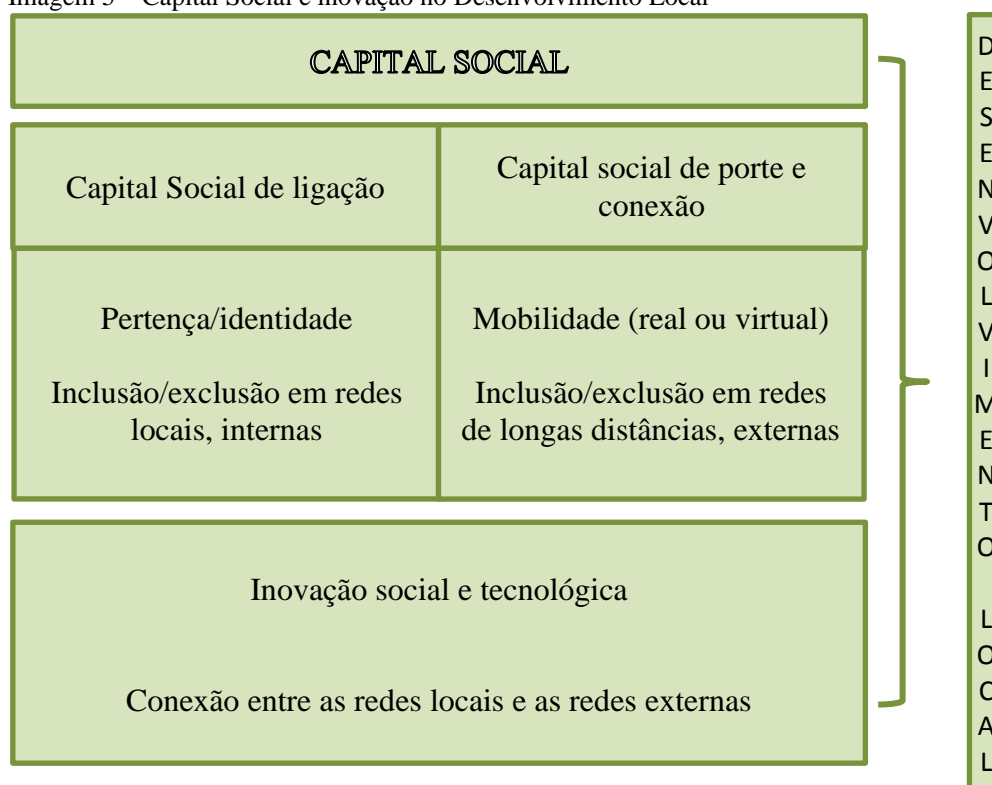 Imagem 5 – Capital Social e inovação no Desenvolvimento Local
CAPITAL SOCIAL
Capital Social de ligação
Capital social de porte e
conexão
Pertença/identidade
Inclusão/exclusão em redes
locais, internas
Mobilidade (real ou virtual)
Inclusão/exclusão em redes
de longas distâncias, externas
Inovação social e tecnológica
Conexão entre as redes locais e as redes externas
D
E
S
E
N
V
O
L
V
I
M
E
N
T
O
L
O
C
A
L